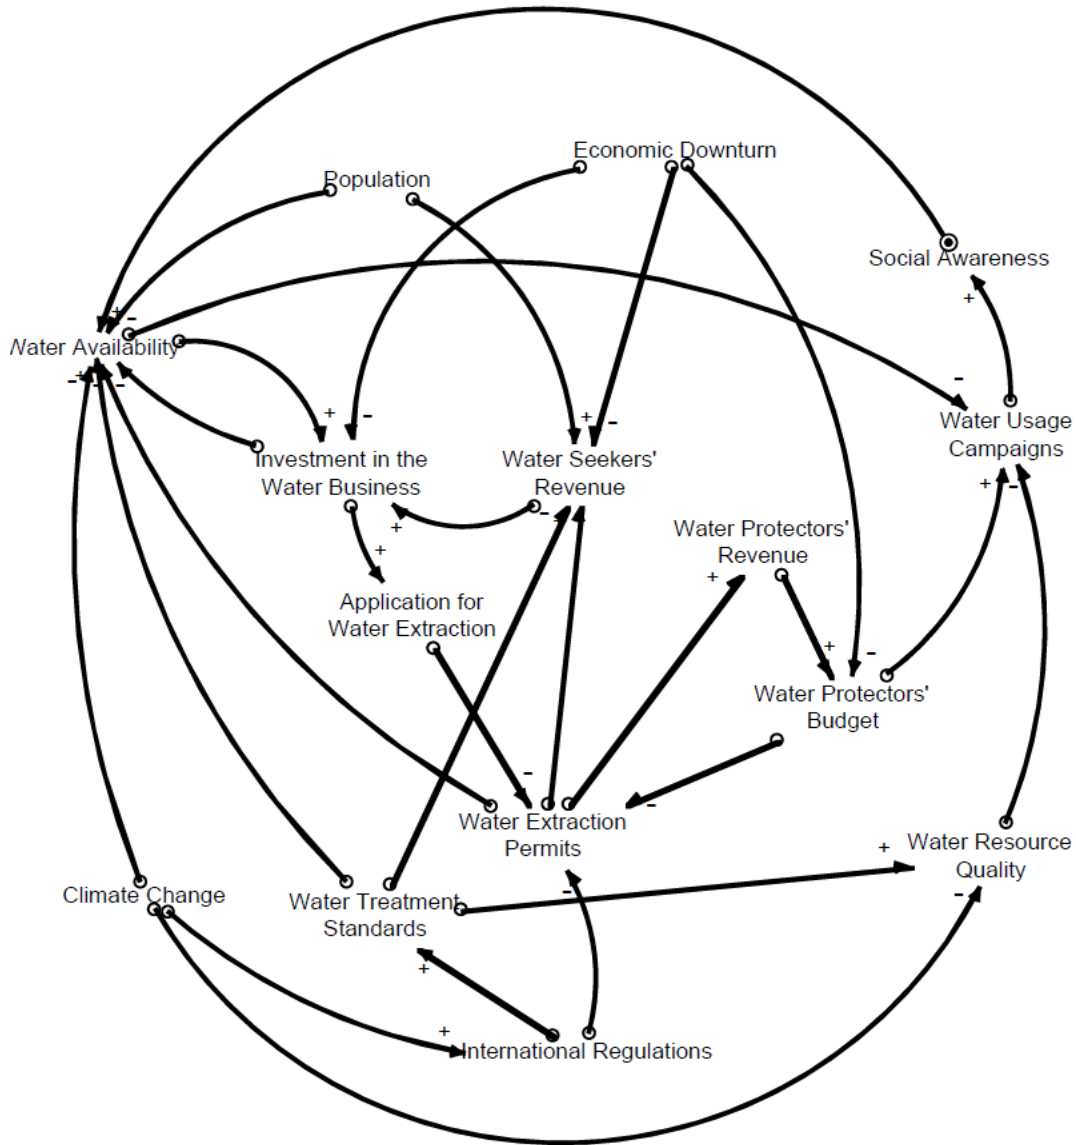 Economic Downturn
Population
Social Awareness
+
+
-
Water Availability
- + - -
-
+
-
+
-
Water Usage
Campaigns
Investment in the
Water Business
Water Seekers'
Revenue
+
-
-
+
Water Protectors'
Revenue
+
+
Application for
Water Extraction
+
-
Water Protectors'
Budget
-
-
Water Extraction
Permits
+
Water Resource
Quality
Climate Change
-
-
Water Treatment
Standards
+
+
International Regulations